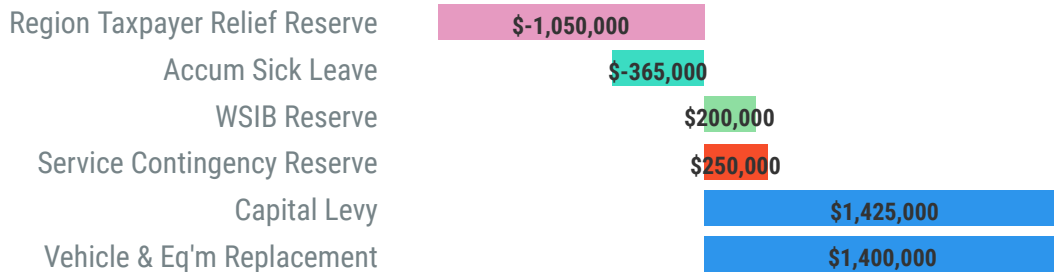 Region Taxpayer Relief Reserve $-1,050,000
Accum Sick Leave $-365,000
WSIB Reserve $200,000
Service Contingency Reserve $250,000
Capital Levy $1,425,000
Vehicle & Eq'm Replacement $1,400,000